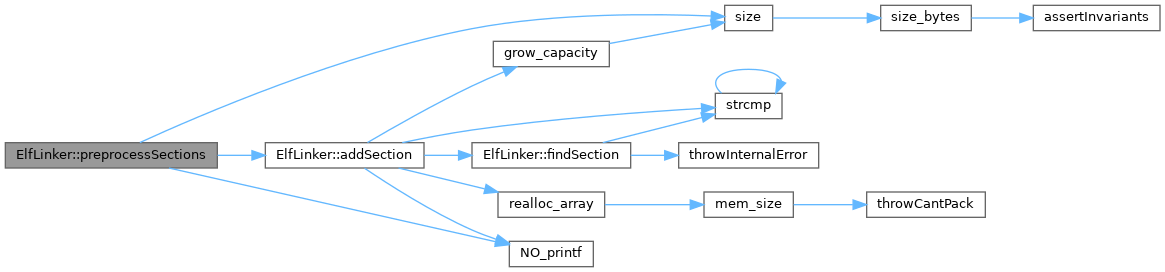 size
size_bytes
assertInvariants
grow_capacity
strcmp
ElfLinker::preprocessSections
ElfLinker::addSection
ElfLinker::findSection
throwInternalError
realloc_array
mem_size
throwCantPack
NO_printf